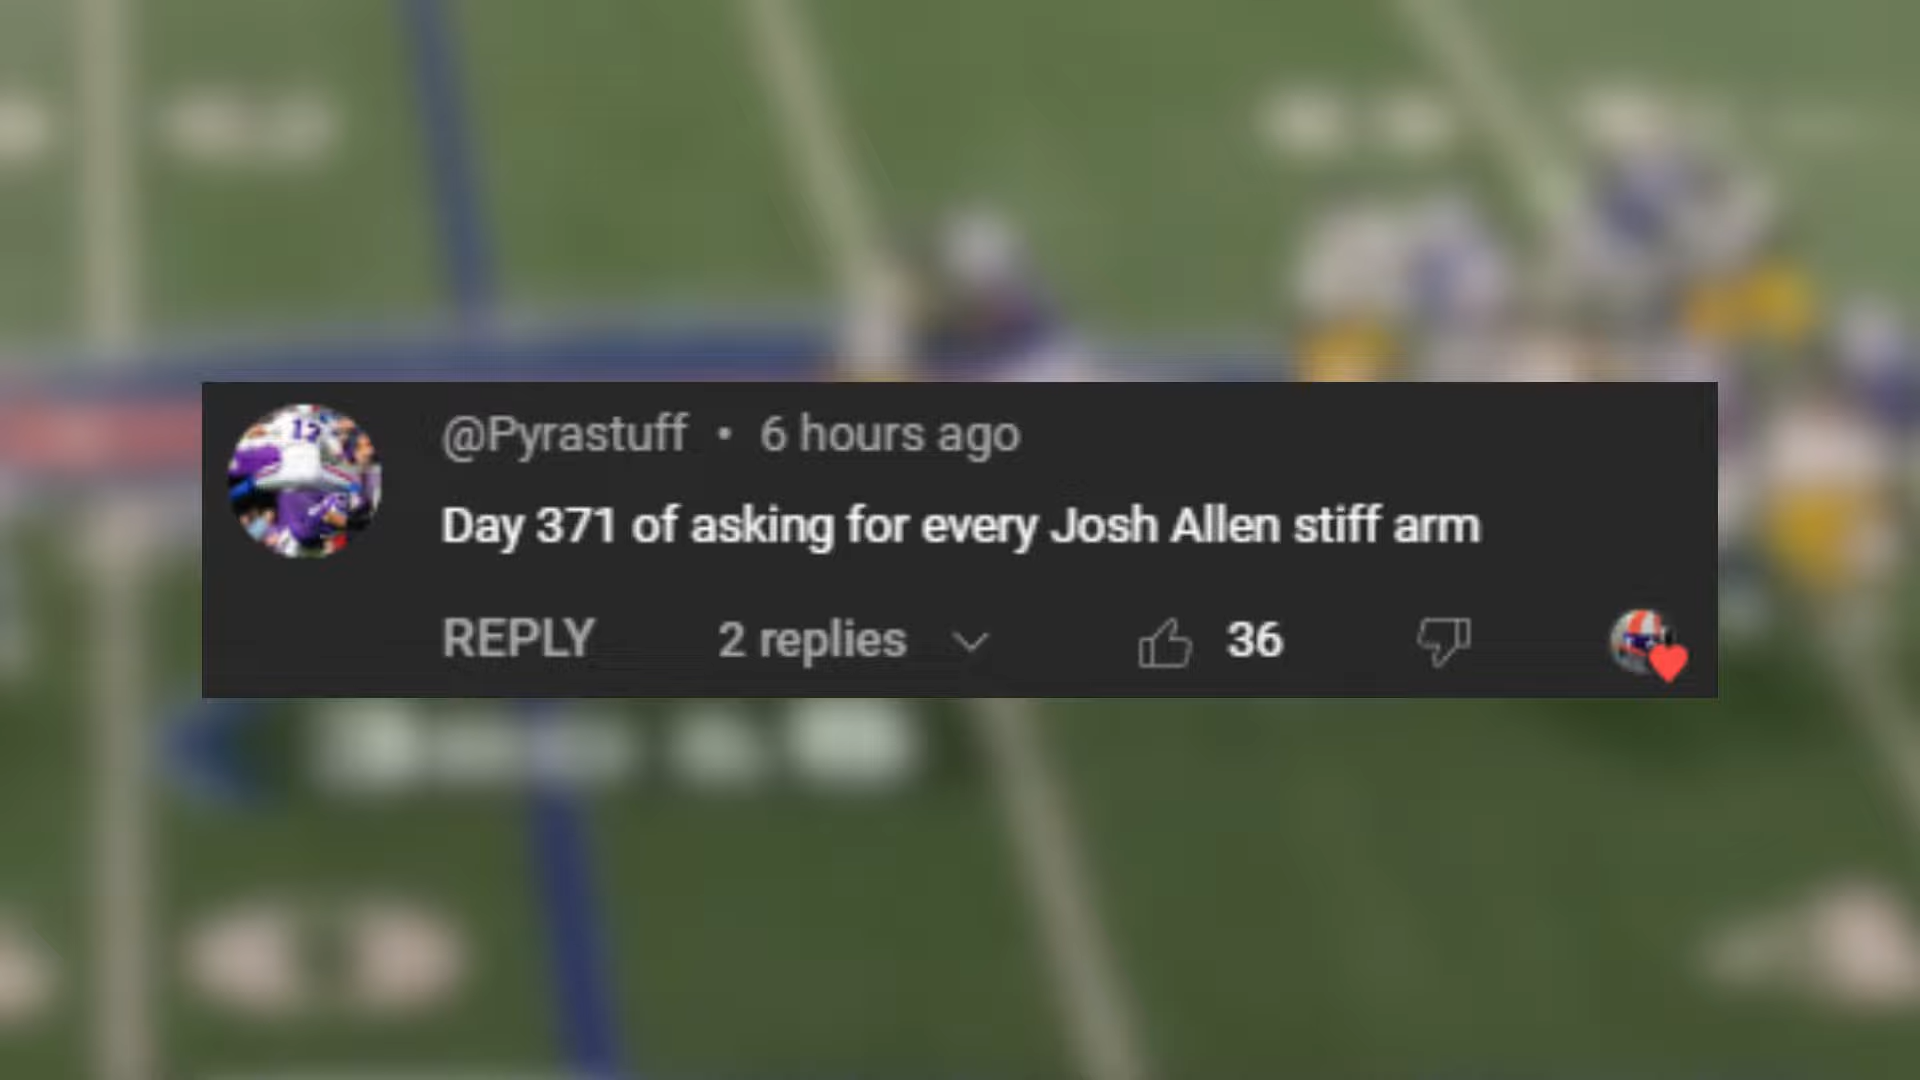 @Pyrastuff • 6 hours ago
Day 371 of asking for every Josh Allen stiff arm
REPLY 2 replies 36